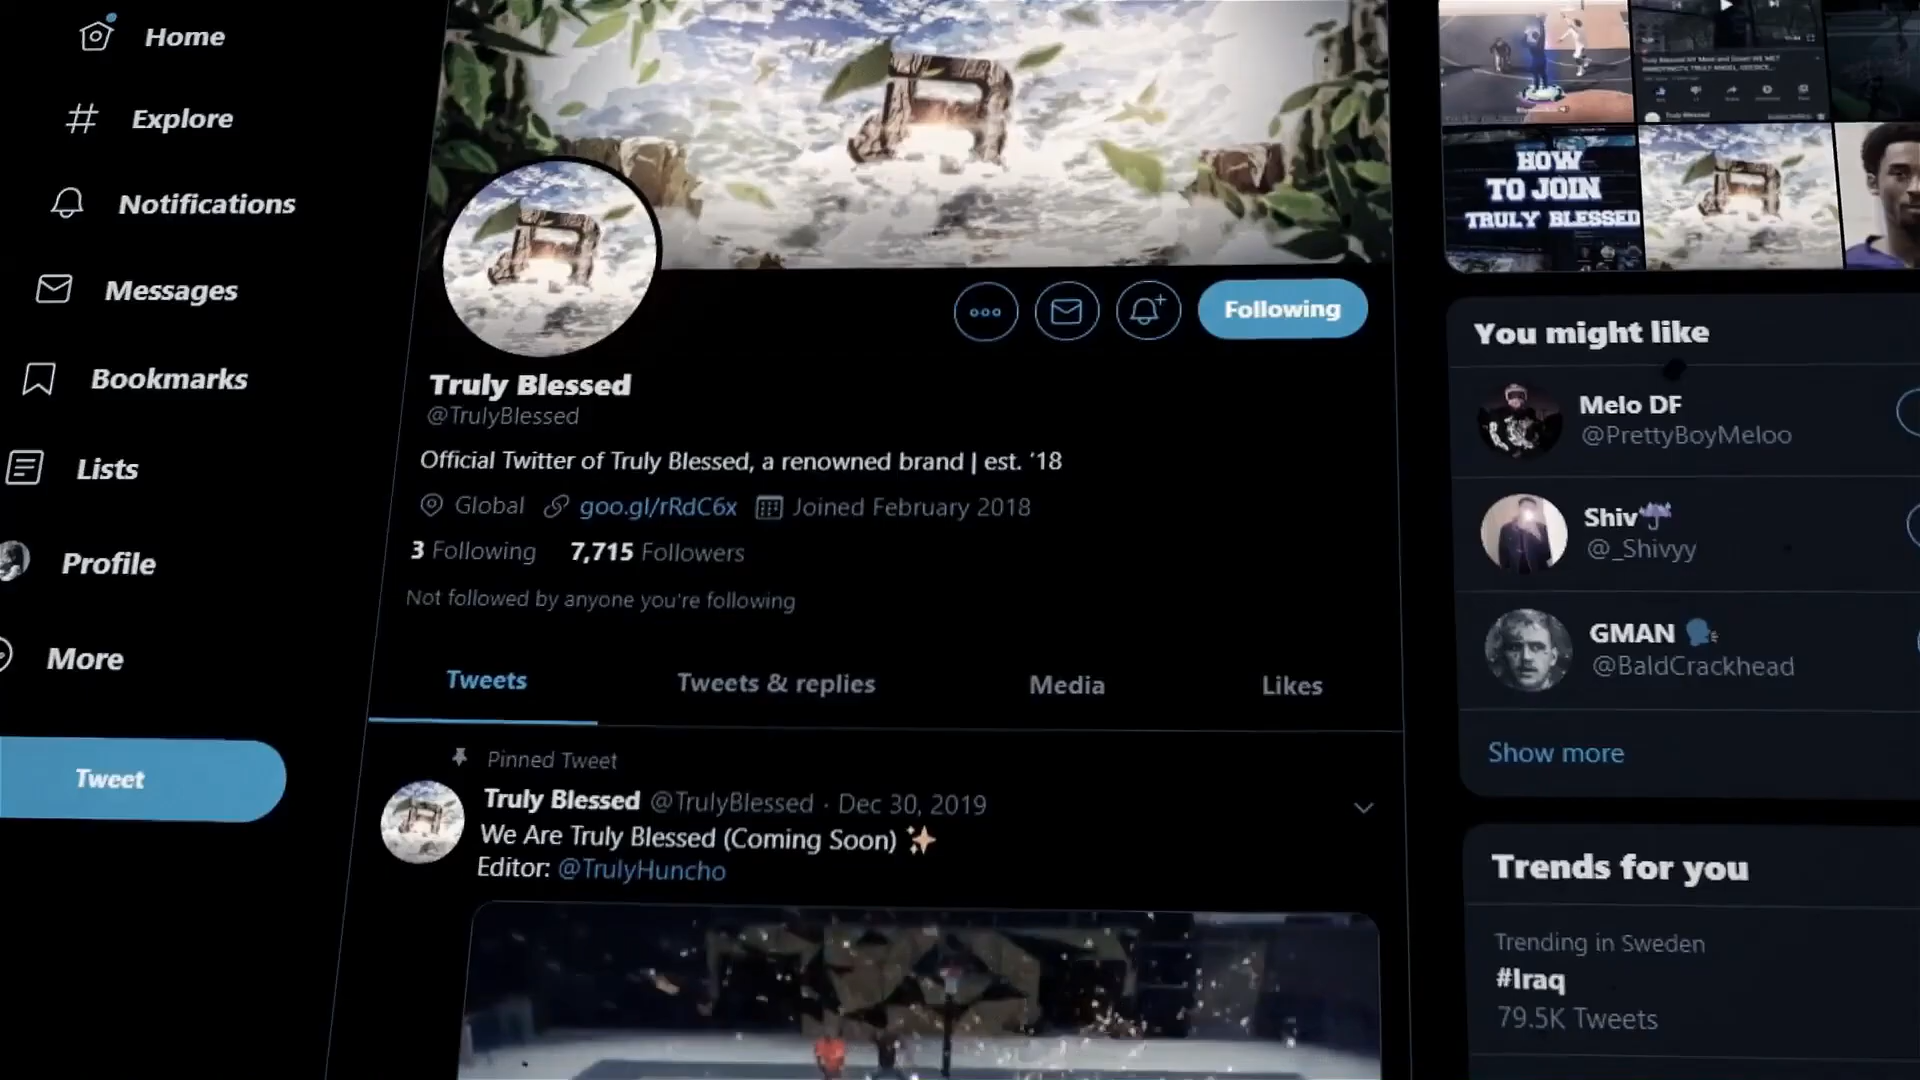 Home
Explore
Notifications
Messages
Bookmarks
Lists
Profile
More
Tweet
Following
Truly Blessed
@TrulyBlessed
Official Twitter of Truly Blessed, a renowned brand | est. ‘18
Global goo.gl/rRdC6x Joined February 2018
3 Following 7,715 Followers
Not followed by anyone you're following
Tweets Tweets & replies Media Likes
Pinned Tweet
Truly Blessed @TrulyBlessed · Dec 30, 2019
We Are Truly Blessed (Coming Soon) ✨
Editor: @TrulyHuncho
HOW
TO JOIN
TRULY BLESSED
Truly Blessed
You might like
Melo DF
@PrettyBoyMeloo
Shiv☔
@_Shivyy
GMAN 🗣
@BaldCrackhead
Show more
Trends for you
Trending in Sweden
#Iraq
79.5K Tweets